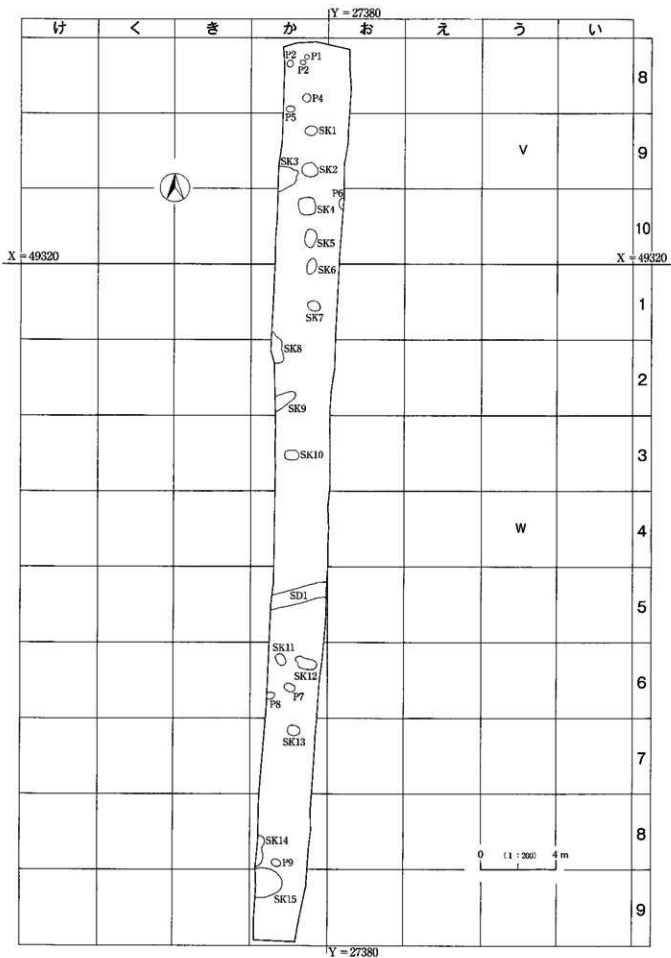 Y = 27380
け く き か お え う い
P2 P1
P2
8
P4
P5
SK1
V
9
SK3
SK2
P6
SK4
10
SK5
X = 49320
X = 49320
SK6
SK7
1
SK8
2
SK9
SK10
3
W
4
SD1
5
SK11
SK12
6
P7
P8
SK13
7
SK14
8
0 (1:200) 4 m
P9
SK15
9
Y = 27380